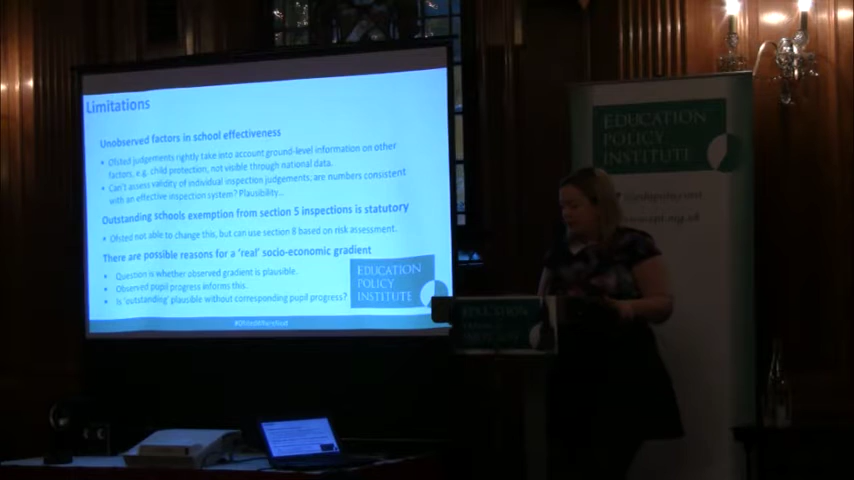 Limitations
Unobserved factors in school effectiveness
• Ofsted judgements rightly take into account ground-level information on other
factors, e.g. child protection, not visible through national data.
• Can't assess validity of individual inspection judgements; are numbers consistent
with an effective inspection system? Plausibility...
Outstanding schools exemption from section 5 inspections is statutory
• Ofsted not able to change this, but can use section 8 based on risk assessment.
There are possible reasons for a 'real' socio-economic gradient
• Question is whether observed gradient is plausible.
• Observed pupil progress informs this.
• Is 'outstanding' plausible without corresponding pupil progress?
EDUCATION
POLICY
INSTITUTE
EDUCATION
POLICY
INSTITUTE
EDUCATION